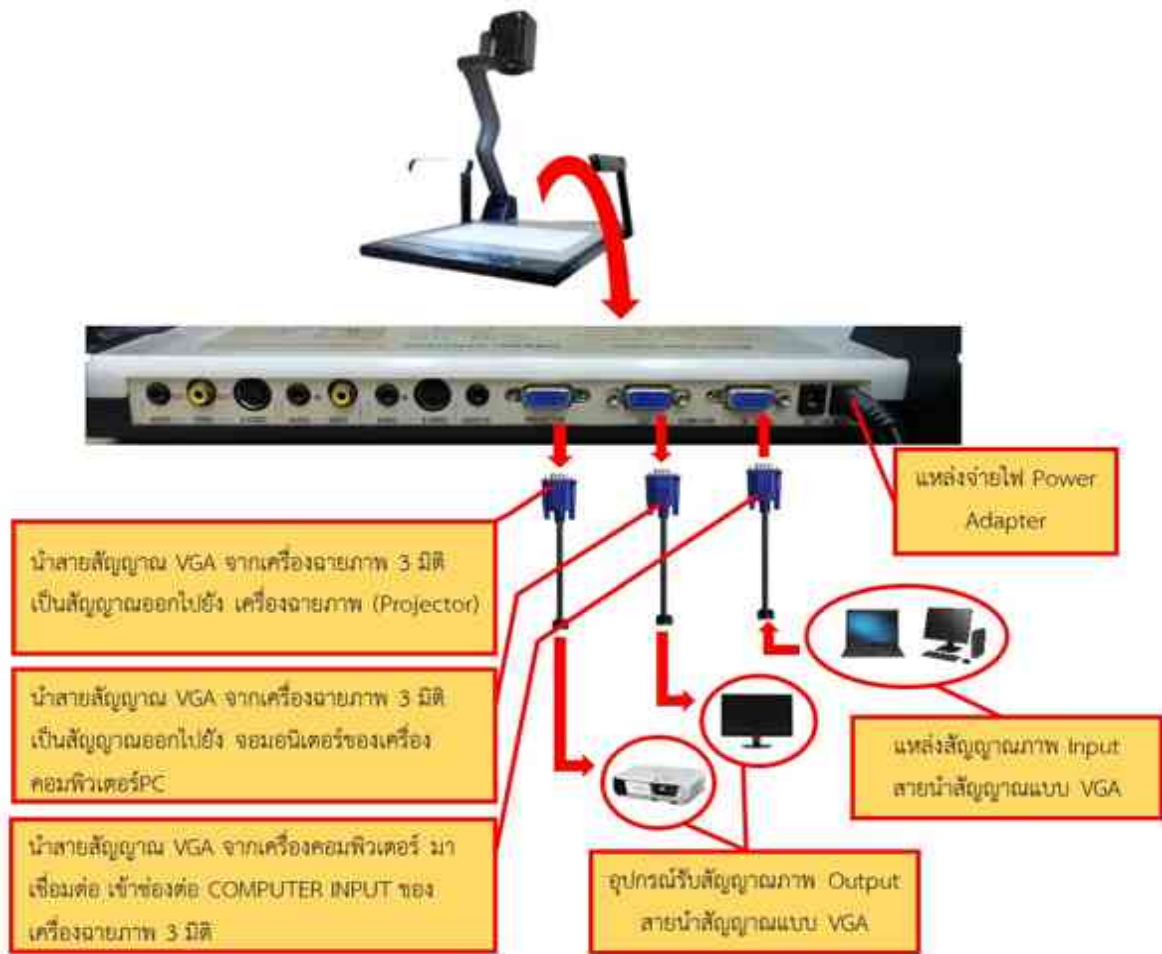 แหล่งจ่ายไฟ Power
Adapter
นำสายสัญญาณ VGA จากเครื่องฉายภาพ 3 มิติ
เป็นสัญญาณออกไปยัง เครื่องฉายภาพ (Projector)
นำสายสัญญาณ VGA จากเครื่องฉายภาพ 3 มิติ
เป็นสัญญาณออกไปยัง จอมอนิเตอร์ของเครื่อง
คอมพิวเตอร์PC
แหล่งสัญญาณภาพ Input
สายนำสัญญาณแบบ VGA
นำสายสัญญาณ VGA จากเครื่องคอมพิวเตอร์ มา
เชื่อมต่อ เข้าช่องต่อ COMPUTER INPUT ของ
เครื่องฉายภาพ 3 มิติ
อุปกรณ์รับสัญญาณภาพ Output
สายนำสัญญาณแบบ VGA